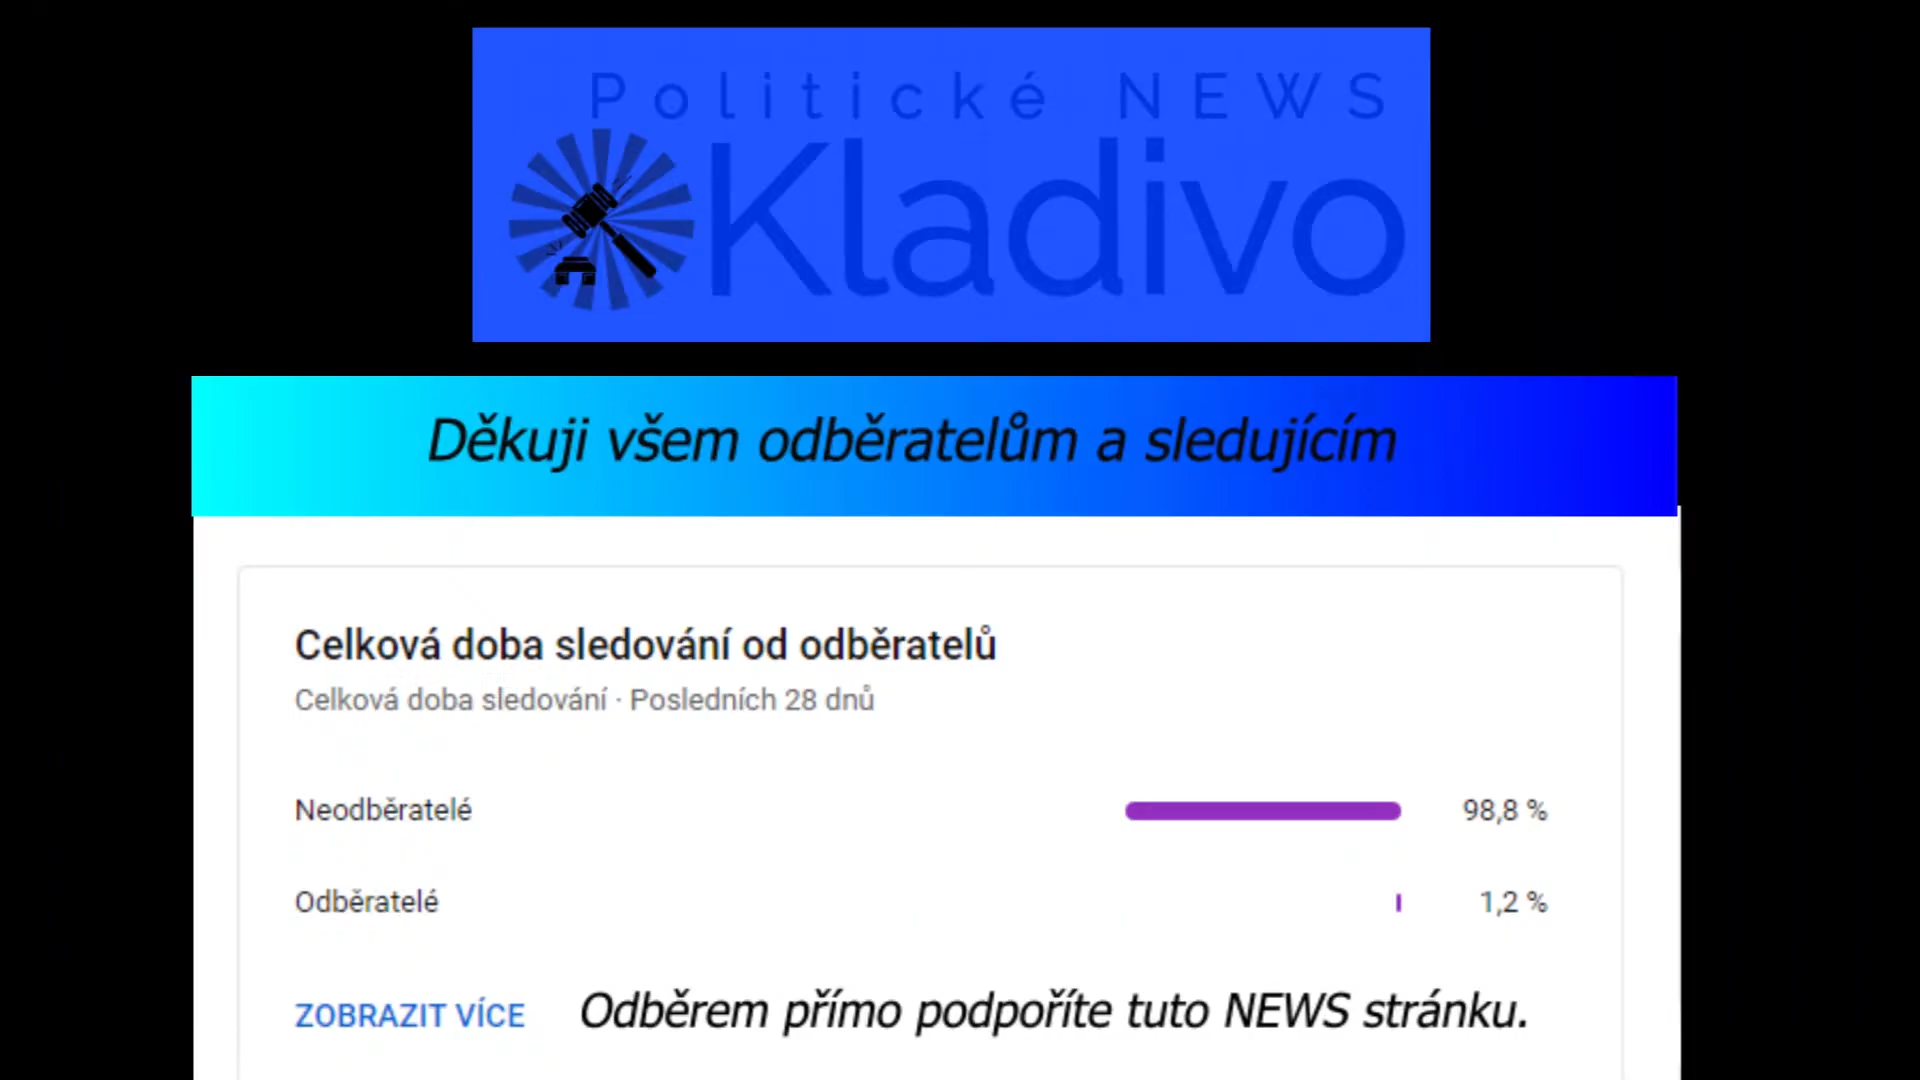 Politické NEWS
Kladivo
Děkuji všem odběratelům a sledujícím
Celková doba sledování od odběratelů
Celková doba sledování · Posledních 28 dnů
Neodběratelé 98,8 %
Odběratelé 1,2 %
ZOBRAZIT VÍCE Odběrem přímo podpoříte tuto NEWS stránku.